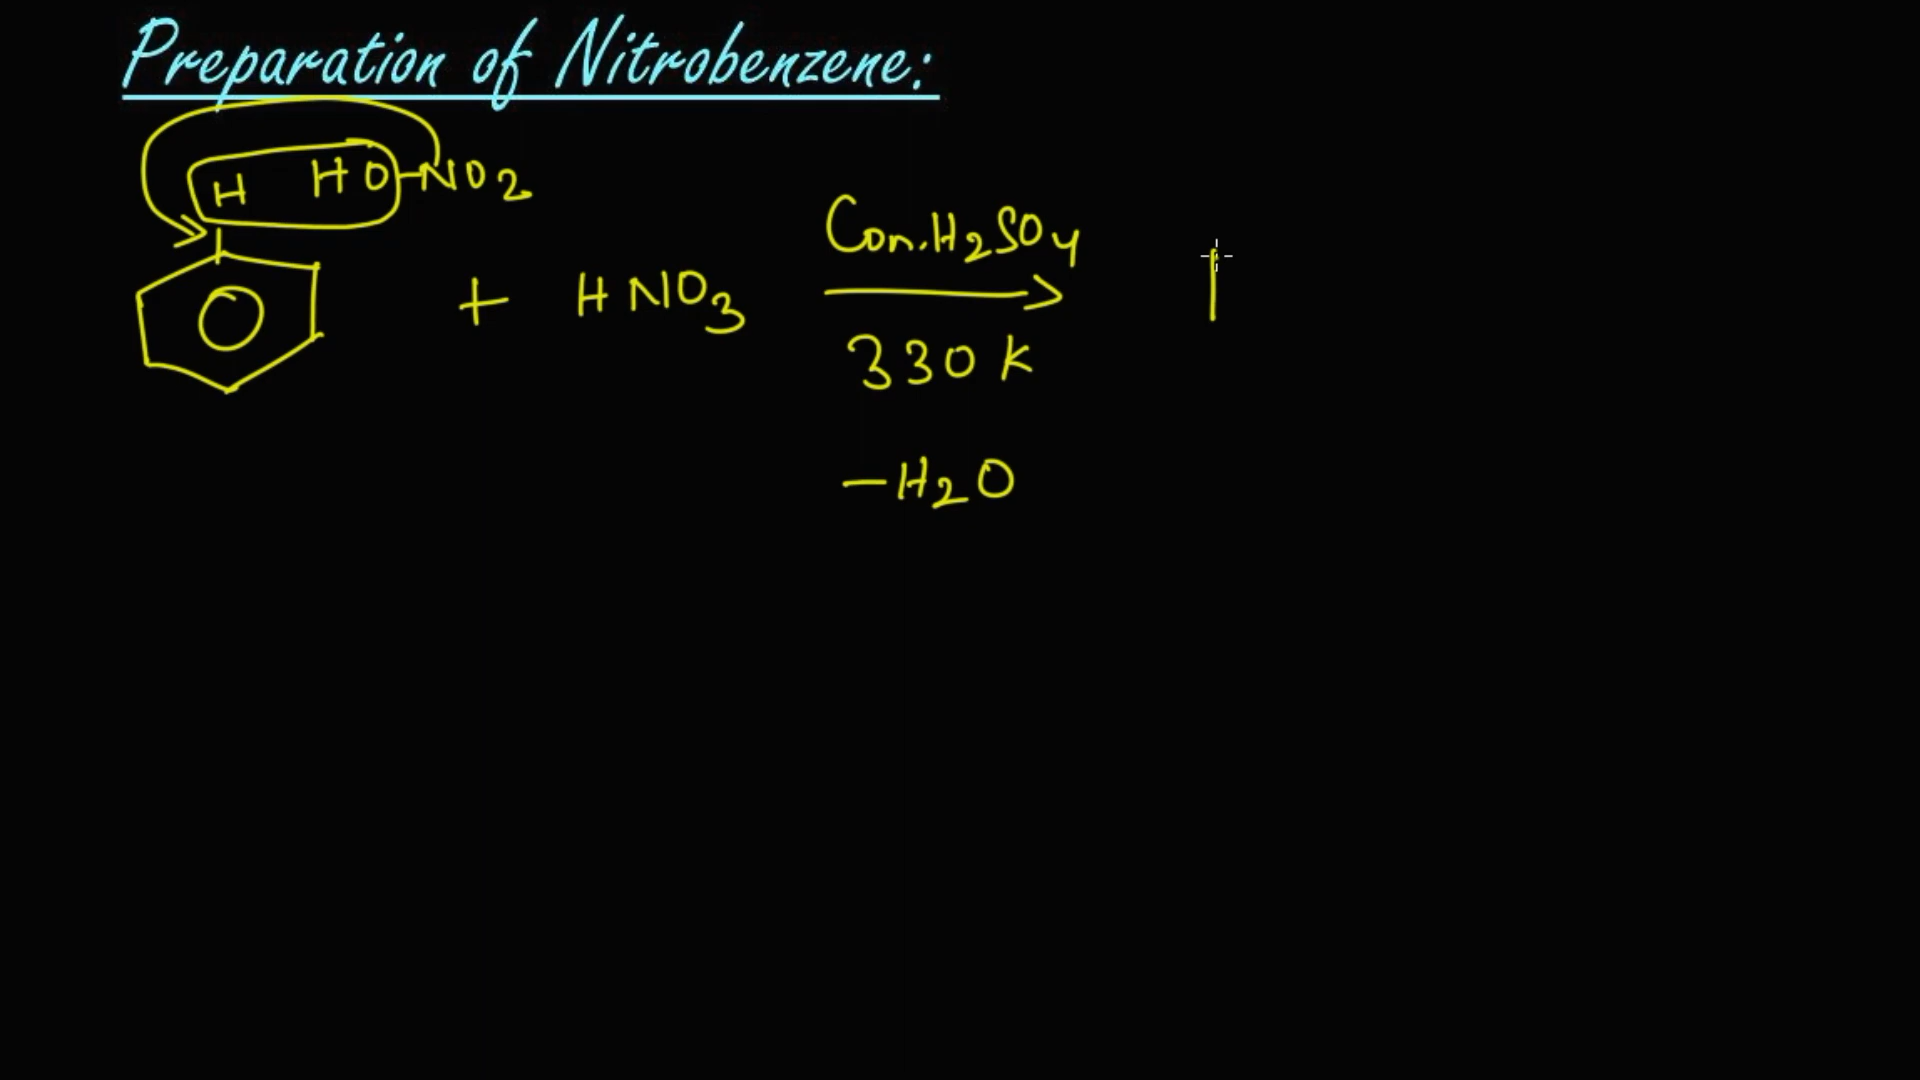 Preparation of Nitrobenzene:
H HO-NO2
+ HNO3
Con.H2SO4
330 K
-H2O